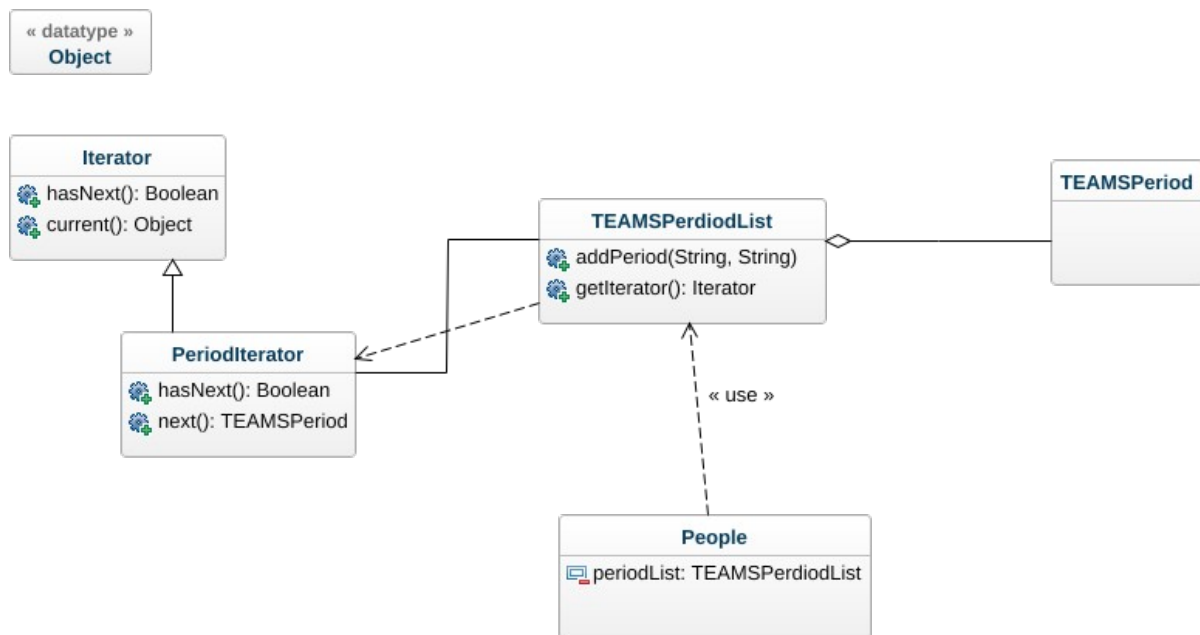 « datatype »
Object
Iterator
hasNext(): Boolean
current(): Object
TEAMSPeriod
TEAMSPerdiodList
addPeriod(String, String)
getIterator(): Iterator
PeriodIterator
hasNext(): Boolean
next(): TEAMSPeriod
« use »
People
periodList: TEAMSPerdiodList